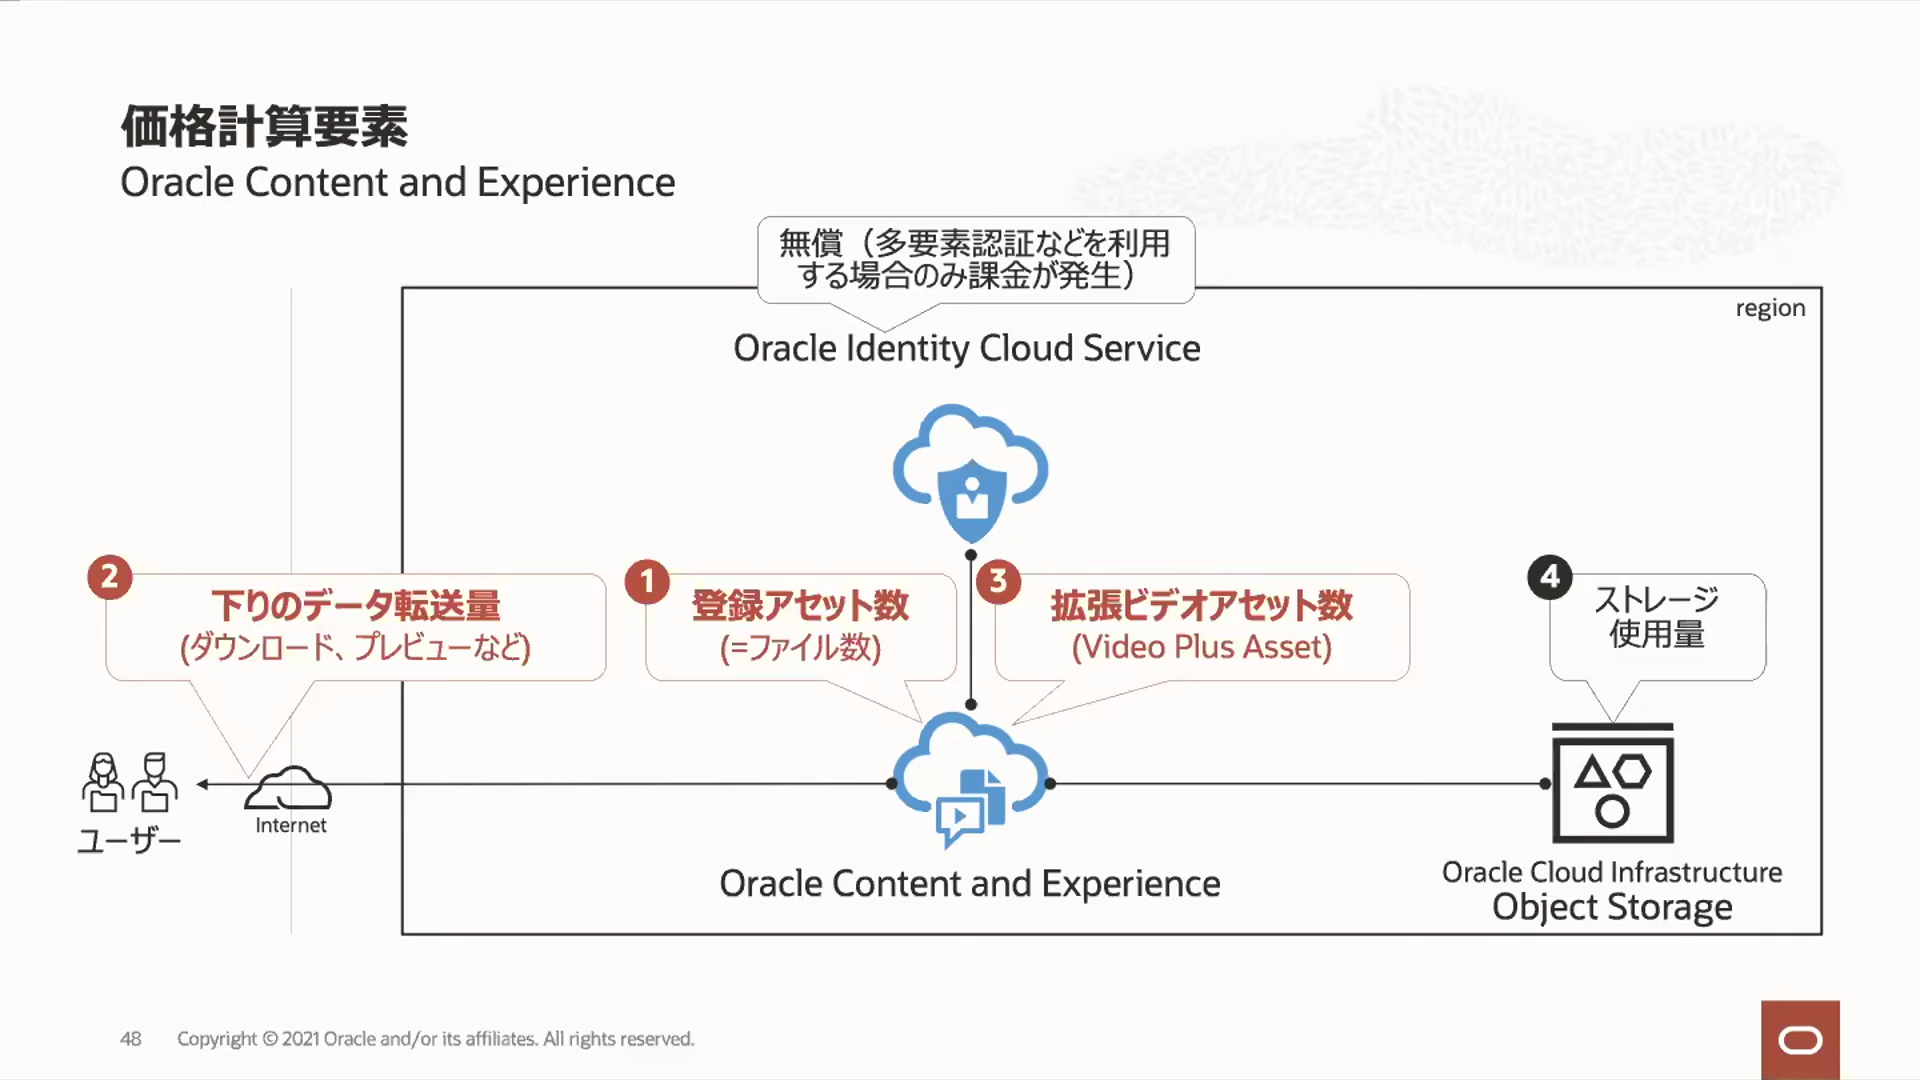 価格計算要素
Oracle Content and Experience
無償（多要素認証などを利用
する場合のみ課金が発生）
region
Oracle Identity Cloud Service
2
下りのデータ転送量
(ダウンロード、プレビューなど)
1
登録アセット数
(=ファイル数)
3
拡張ビデオアセット数
(Video Plus Asset)
4
ストレージ
使用量
ユーザー
Internet
Oracle Content and Experience
Oracle Cloud Infrastructure
Object Storage
48
Copyright © 2021 Oracle and/or its affiliates. All rights reserved.